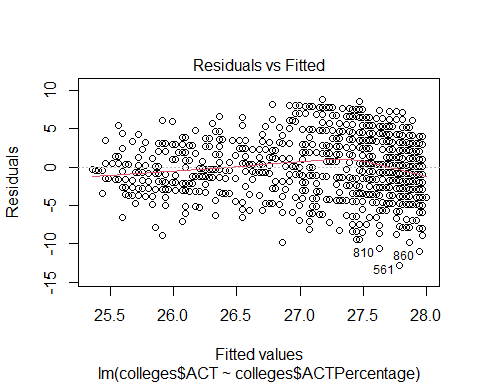 Residuals vs Fitted
Residuals
10
5
0
-5
-10
-15
810
860
561
25.5 26.0 26.5 27.0 27.5 28.0
Fitted values
lm(colleges$ACT ~ colleges$ACTPercentage)